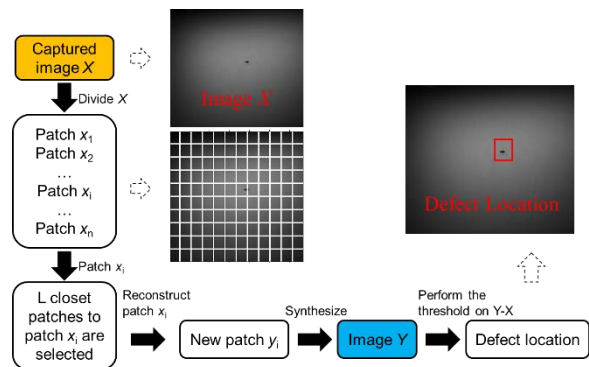 Captured
image X
Image X
Divide X
Patch x1
Patch x2
...
Patch xi
...
Patch xn
Defect Location
Patch xi
L closet
patches to
patch xi are
selected
Reconstruct
patch xi
New patch yi
Synthesize
Image Y
Perform the
threshold on Y-X
Defect location